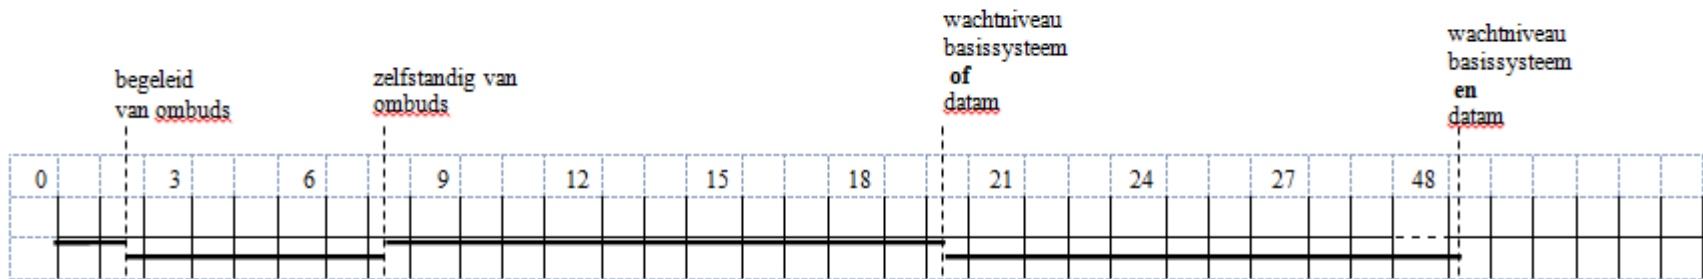 begeleid
van ombuds
zelfstandig van
ombuds
wachtniveau
basissysteem
of
datam
wachtniveau
basissysteem
en
datam
0 3 6 9 12 15 18 21 24 27 48